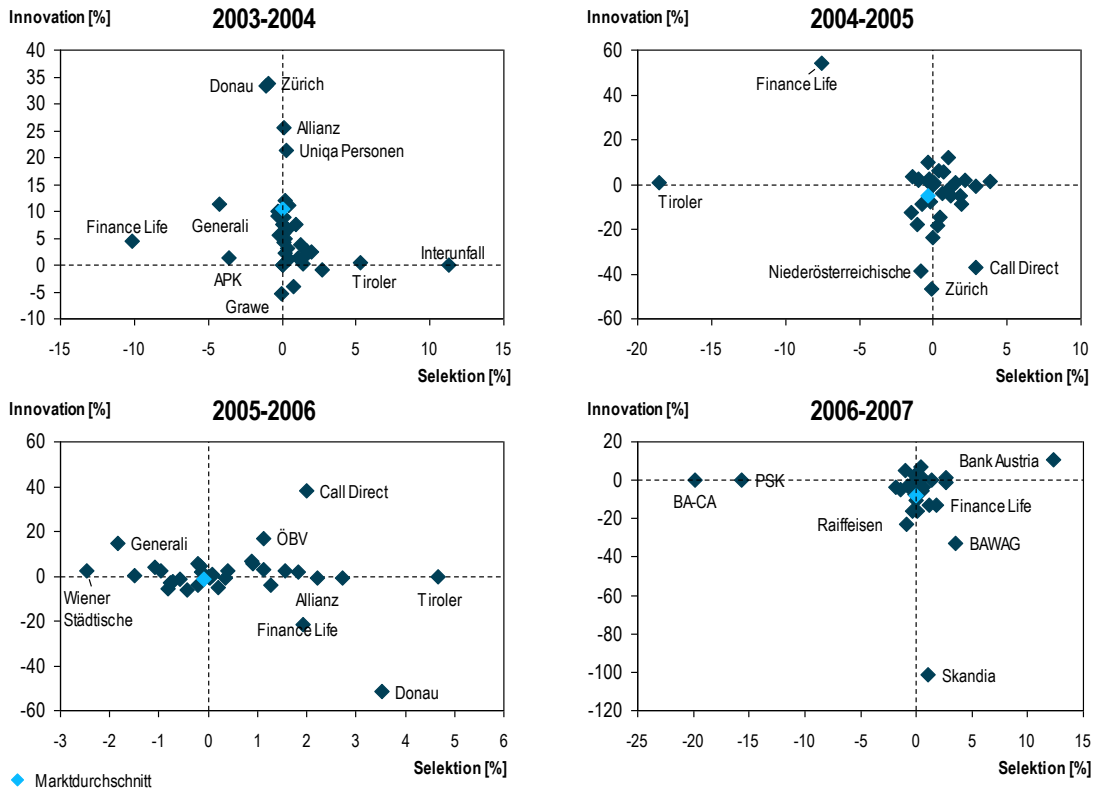 Innovation [%]
2003-2004
40
35
30
25
20
15
10
5
0
-5
-10
Donau
Zürich
Allianz
Uniqa Personen
Generali
Finance Life
APK
Grawe
Interunfall
Tiroler
-15
-10
-5
0
5
10
15
Selektion [%]
Innovation [%]
2004-2005
60
40
20
0
-20
-40
-60
Finance Life
Tiroler
Niederösterreichische
Call Direct
Zürich
-20
-15
-10
-5
0
5
10
Selektion [%]
Innovation [%]
2005-2006
60
40
20
0
-20
-40
-60
Call Direct
ÖBV
Generali
Wiener
Städtische
Allianz
Tiroler
Finance Life
Donau
-3
-2
-1
0
1
2
3
4
5
6
Selektion [%]
Marktdurchschnitt
Innovation [%]
2006-2007
20
0
-20
-40
-60
-80
-100
-120
Bank Austria
BA-CA
PSK
Finance Life
Raiffeisen
BAWAG
Skandia
-25
-20
-15
-10
-5
0
5
10
15
Selektion [%]